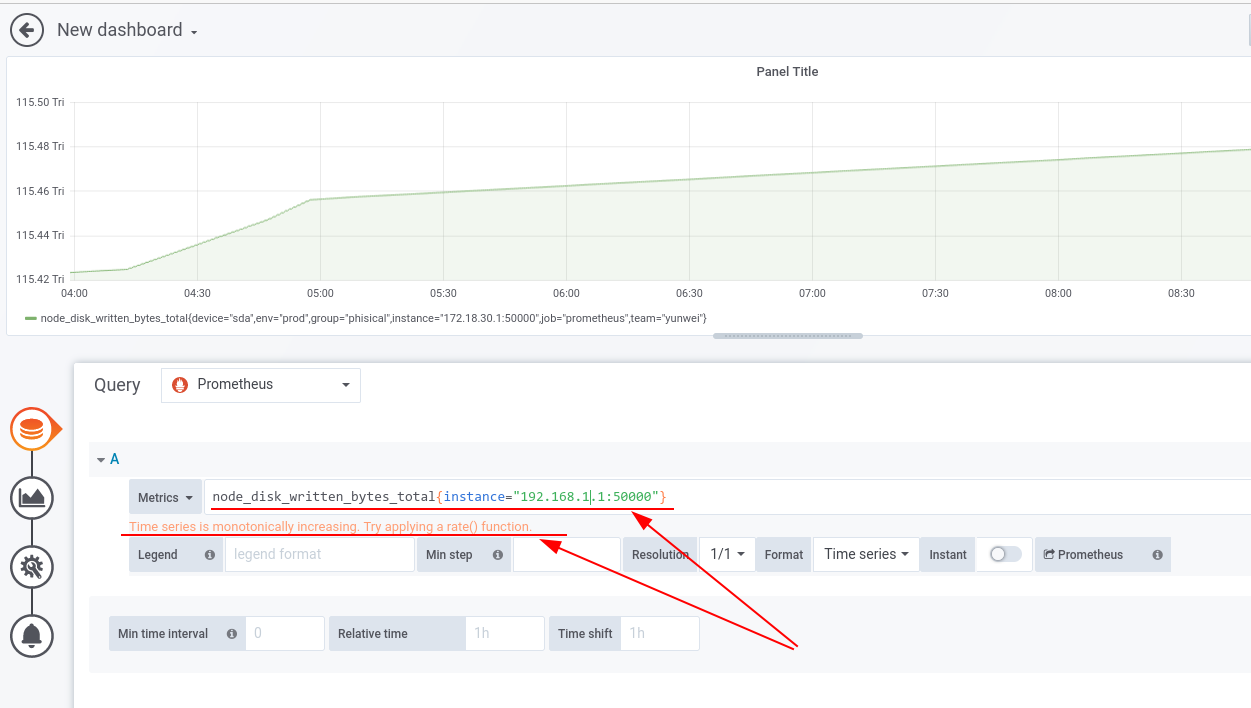 New dashboard
Panel Title
115.50 Tri
115.48 Tri
115.46 Tri
115.44 Tri
115.42 Tri
04:00 04:30 05:00 05:30 06:00 06:30 07:00 07:30 08:00 08:30
node_disk_written_bytes_total{device="sda",env="prod",group="phisical",instance="172.18.30.1:50000",job="prometheus",team="yunwei"}
Query Prometheus
A
Metrics node_disk_written_bytes_total{instance="192.168.1.1:50000"}
Time series is monotonically increasing. Try applying a rate() function.
Legend legend format Min step Resolution 1/1 Format Time series Instant Prometheus
Min time interval 0 Relative time 1h Time shift 1h